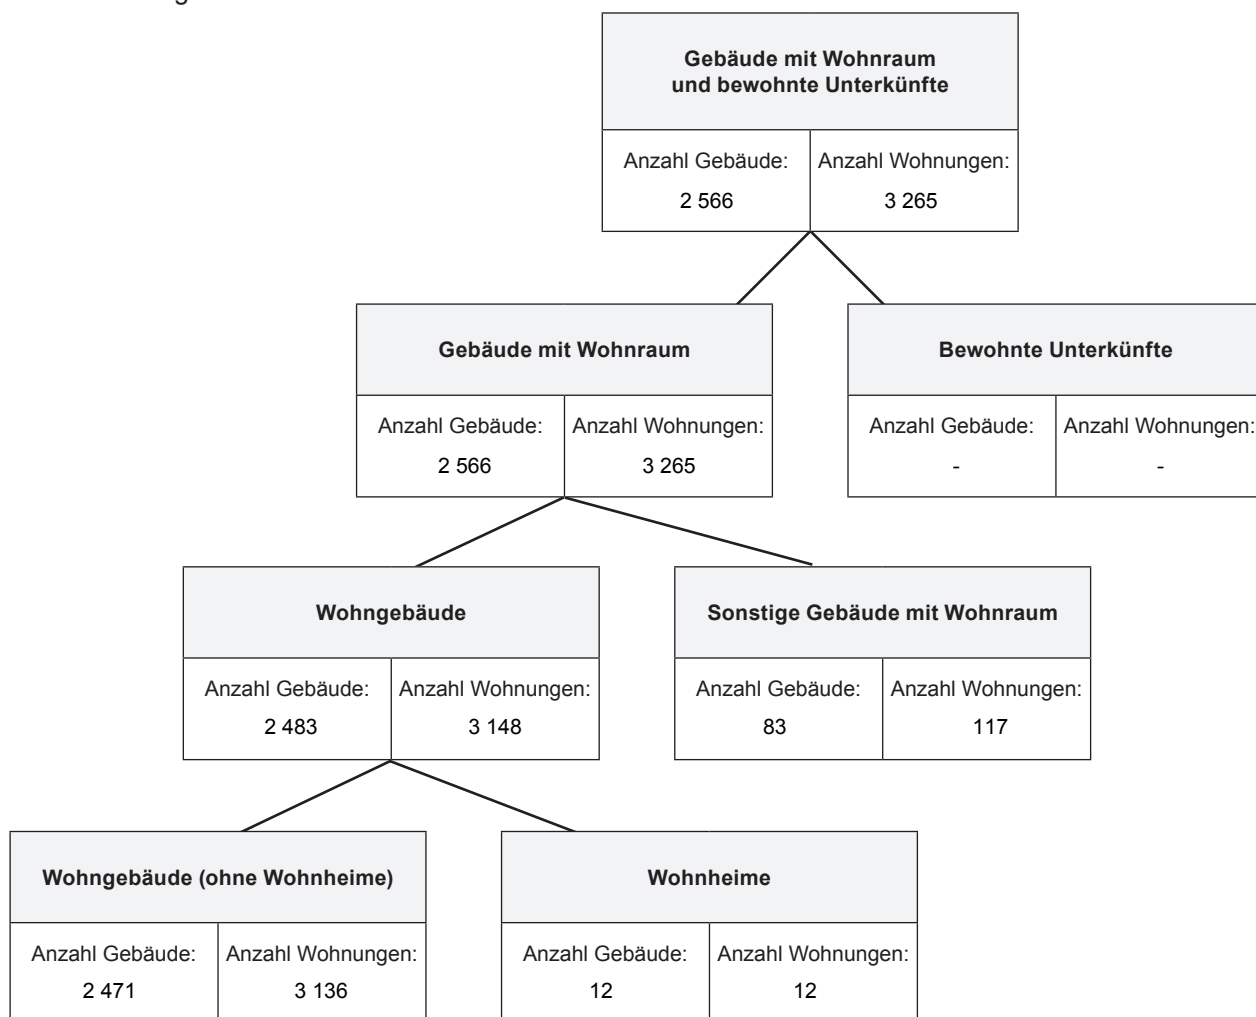 Gebäude mit Wohnraum
und bewohnte Unterkünfte
Anzahl Gebäude: Anzahl Wohnungen:
2 566 3 265
Gebäude mit Wohnraum Bewohnte Unterkünfte
Anzahl Gebäude: Anzahl Wohnungen: Anzahl Gebäude: Anzahl Wohnungen:
2 566 3 265 - -
Wohngebäude Sonstige Gebäude mit Wohnraum
Anzahl Gebäude: Anzahl Wohnungen: Anzahl Gebäude: Anzahl Wohnungen:
2 483 3 148 83 117
Wohngebäude (ohne Wohnheime) Wohnheime
Anzahl Gebäude: Anzahl Wohnungen: Anzahl Gebäude: Anzahl Wohnungen:
2 471 3 136 12 12